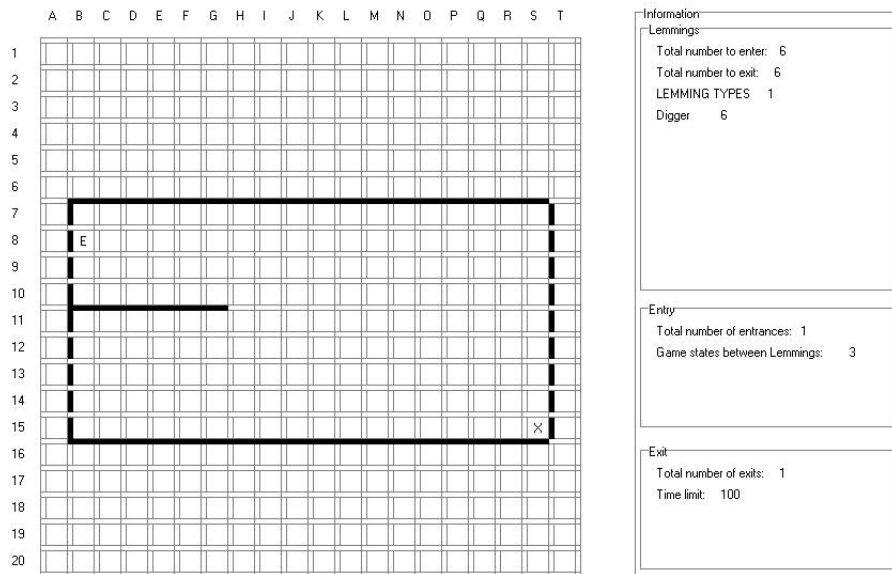 A B C D E F G H I J K L M N O P Q R S T
1
2
3
4
5
6
7
8 E
9
10
11
12
13
14
15 X
16
17
18
19
20
Information
Lemmings
Total number to enter: 6
Total number to exit: 6
LEMMING TYPES 1
Digger 6
Entry
Total number of entrances: 1
Game states between Lemmings: 3
Exit
Total number of exits: 1
Time limit: 100